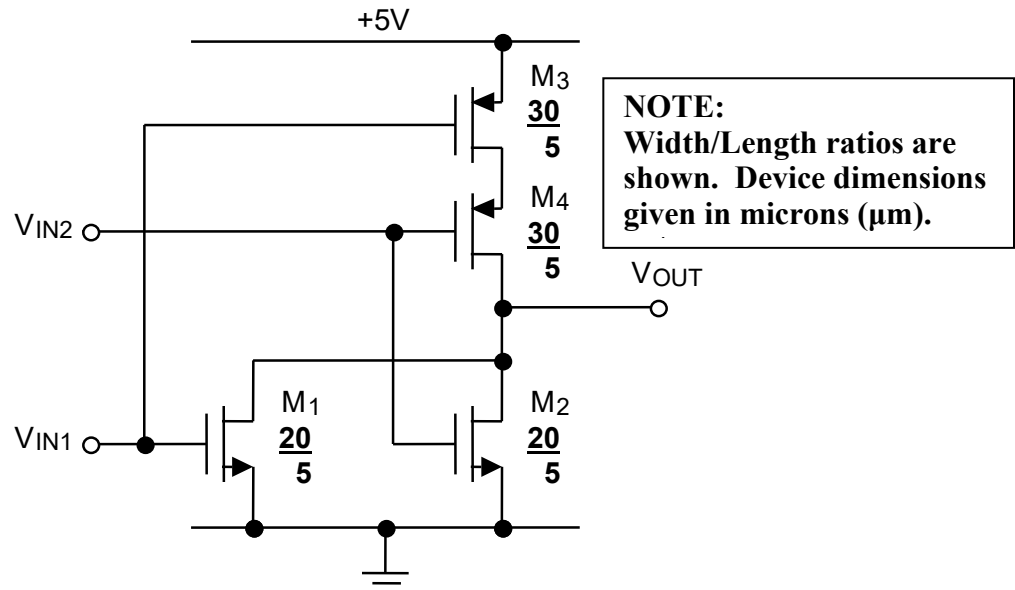 +5V
M3
30
5
NOTE:
Width/Length ratios are
shown. Device dimensions
given in microns (µm).
VIN2
M4
30
5
VOUT
VIN1
M1
20
5
M2
20
5